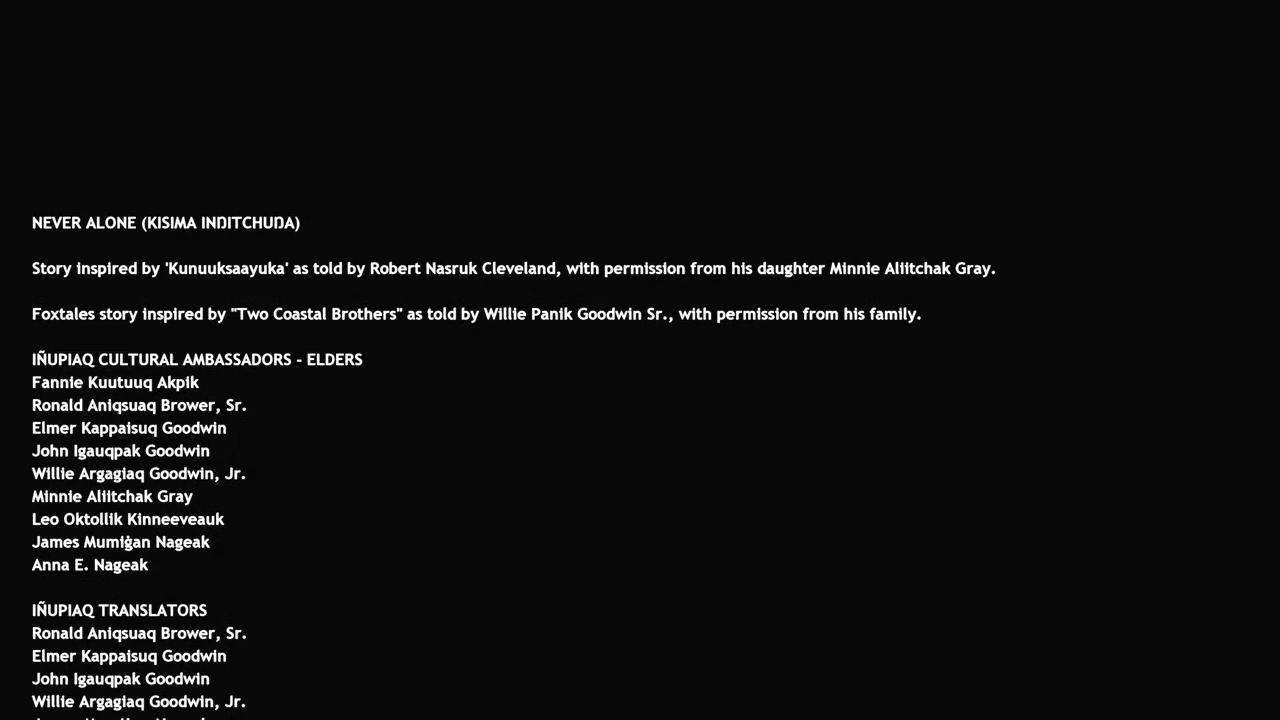 NEVER ALONE (KISIMA INŊITCHUŊA)
Story inspired by 'Kunuuksaayuka' as told by Robert Nasruk Cleveland, with permission from his daughter Minnie Aliitchak Gray.
Foxtales story inspired by "Two Coastal Brothers" as told by Willie Panik Goodwin Sr., with permission from his family.
IÑUPIAQ CULTURAL AMBASSADORS - ELDERS
Fannie Kuutuuq Akpik
Ronald Aniqsuaq Brower, Sr.
Elmer Kappaisuq Goodwin
John Igauqpak Goodwin
Willie Argagiaq Goodwin, Jr.
Minnie Aliitchak Gray
Leo Oktollik Kinneeveauk
James Mumiġan Nageak
Anna E. Nageak
IÑUPIAQ TRANSLATORS
Ronald Aniqsuaq Brower, Sr.
Elmer Kappaisuq Goodwin
John Igauqpak Goodwin
Willie Argagiaq Goodwin, Jr.